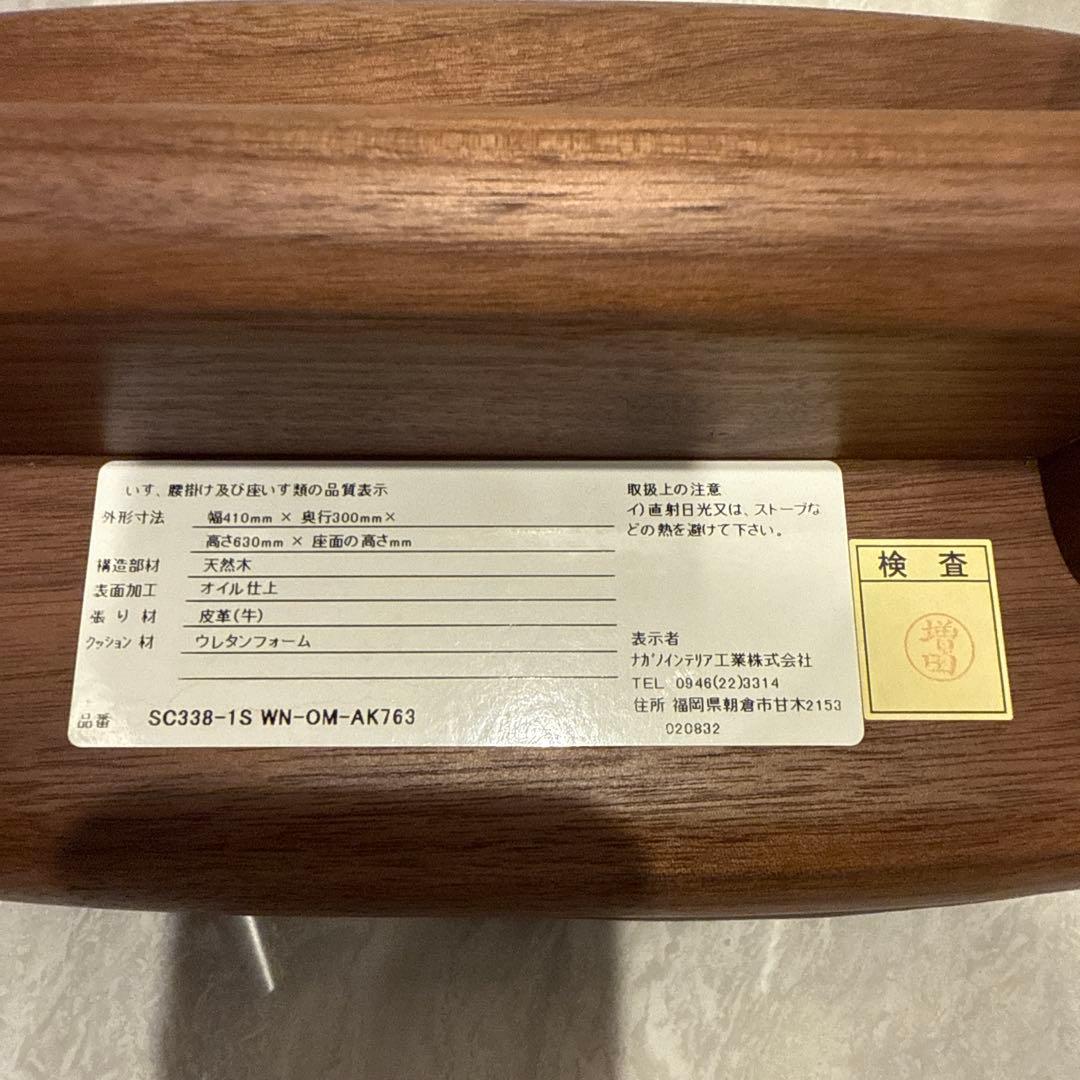 いす、腰掛け及び座いす類の品質表示
外形寸法 幅410mm × 奥行300mm×
高さ630mm × 座面の高さmm
構造部材 天然木
表面加工 オイル仕上
張り材 皮革(牛)
クッション材 ウレタンフォーム
品番 SC338-1S WN-OM-AK763
取扱上の注意
イ)直射日光又は、ストーブな
どの熱を避けて下さい。
表示者
ナガノインテリア工業株式会社
TEL 0946(22)3314
住所 福岡県朝倉市甘木2153
020832
検査
増田